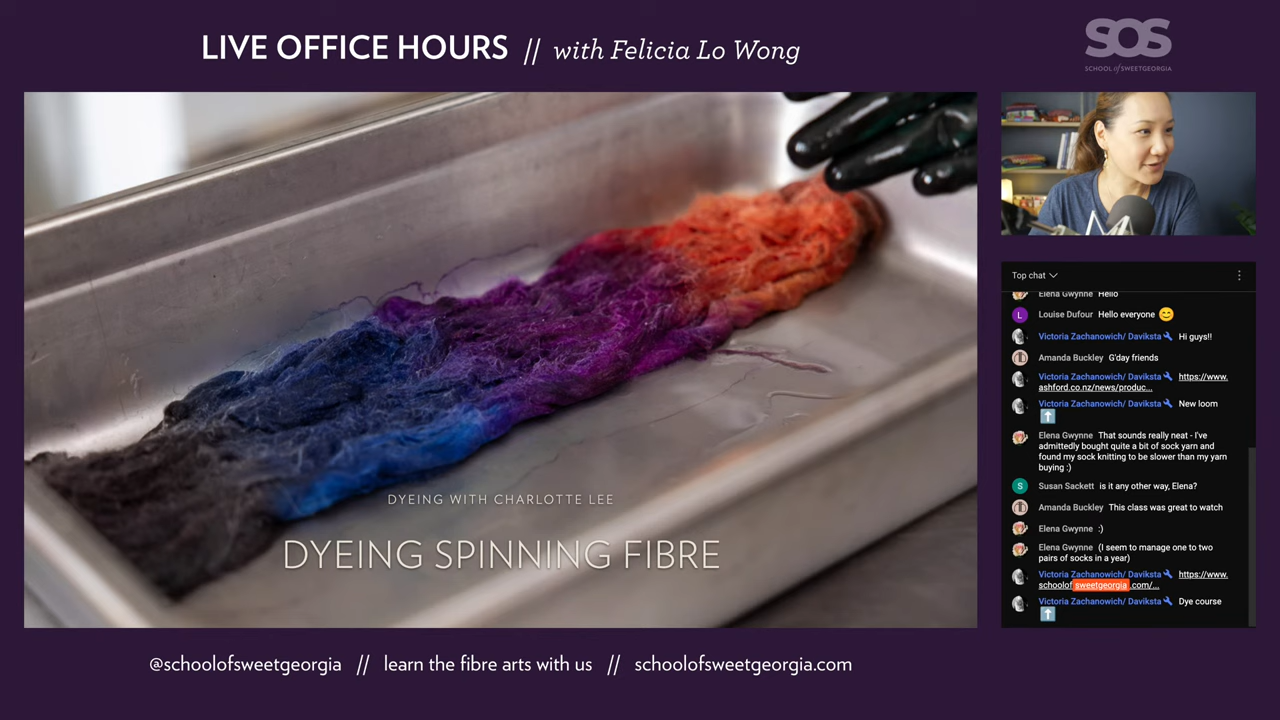 LIVE OFFICE HOURS // with Felicia Lo Wong
SOS
SCHOOL of SWEETGEORGIA
DYEING WITH CHARLOTTE LEE
DYEING SPINNING FIBRE
Top chat
Elena Gwynne Hello
L Louise Dufour Hello everyone 😊
Victoria Zachanowich/ Daviksta Hi guys!!
Amanda Buckley G'day friends
Victoria Zachanowich/ Daviksta https://www.
ashford.co.nz/news/produc...
Victoria Zachanowich/ Daviksta New loom
⬆️
Elena Gwynne That sounds really neat - I've
admittedly bought quite a bit of sock yarn and
found my sock knitting to be slower than my yarn
buying :)
S Susan Sackett is it any other way, Elena?
Amanda Buckley This class was great to watch
Elena Gwynne :)
Elena Gwynne (I seem to manage one to two
pairs of socks in a year)
Victoria Zachanowich/ Daviksta https://www.
schoolofsweetgeorgia.com/...
Victoria Zachanowich/ Daviksta Dye course
⬆️
@schoolofsweetgeorgia // learn the fibre arts with us // schoolofsweetgeorgia.com